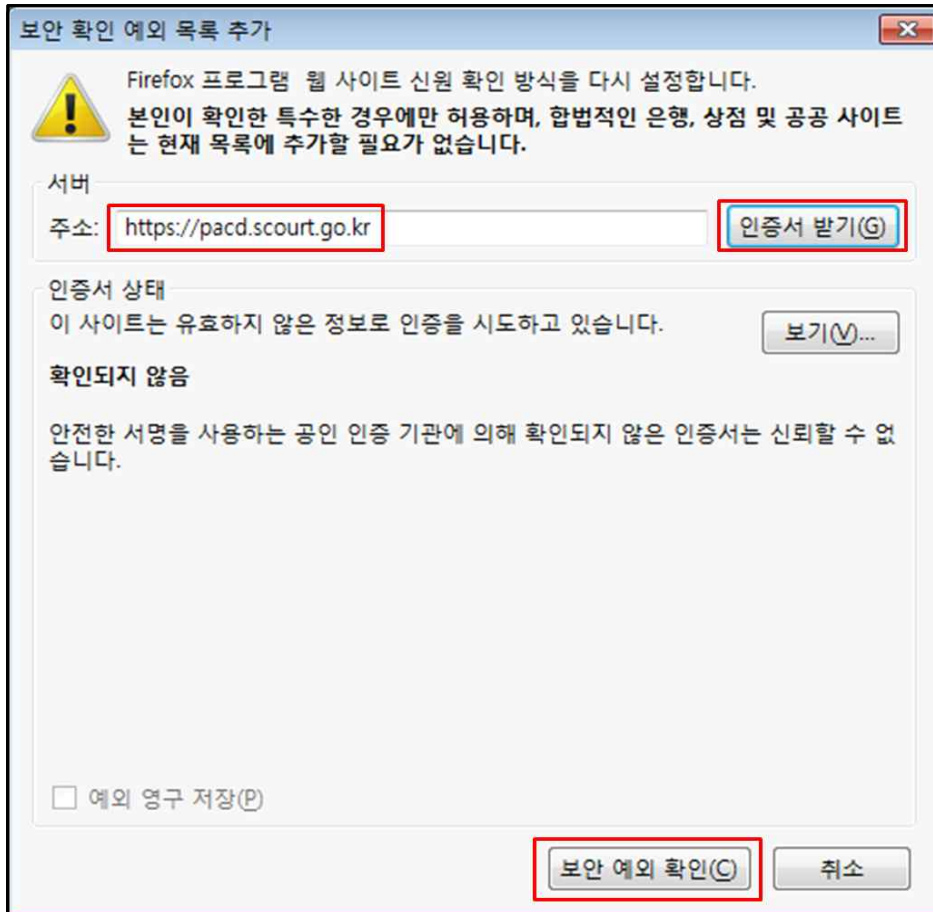 보안 확인 예외 목록 추가
Firefox 프로그램  웹 사이트 신원 확인 방식을 다시 설정합니다.
본인이 확인한 특수한 경우에만 허용하며, 합법적인 은행, 상점 및 공공 사이트
는 현재 목록에 추가할 필요가 없습니다.
서버
주소: https://pacd.scourt.go.kr 인증서 받기(G)
인증서 상태
이 사이트는 유효하지 않은 정보로 인증을 시도하고 있습니다. 보기(V)...
확인되지 않음
안전한 서명을 사용하는 공인 인증 기관에 의해 확인되지 않은 인증서는 신뢰할 수 없
습니다.
예외 영구 저장(P)
보안 예외 확인(C) 취소